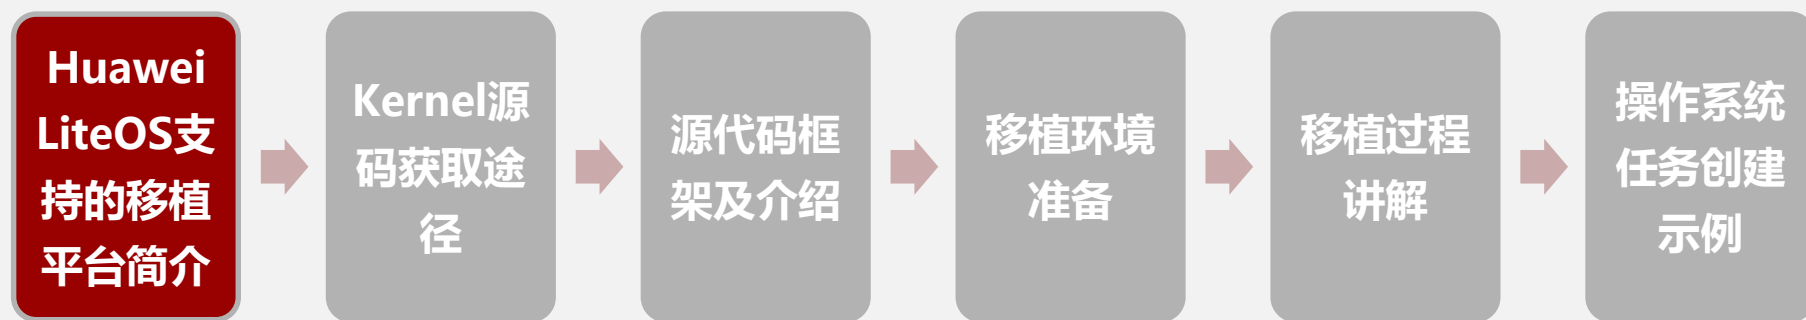 Huawei
LiteOS支
持的移植
平台简介
Kernel源
码获取途
径
源代码框
架及介绍
移植环境
准备
移植过程
讲解
操作系统
任务创建
示例